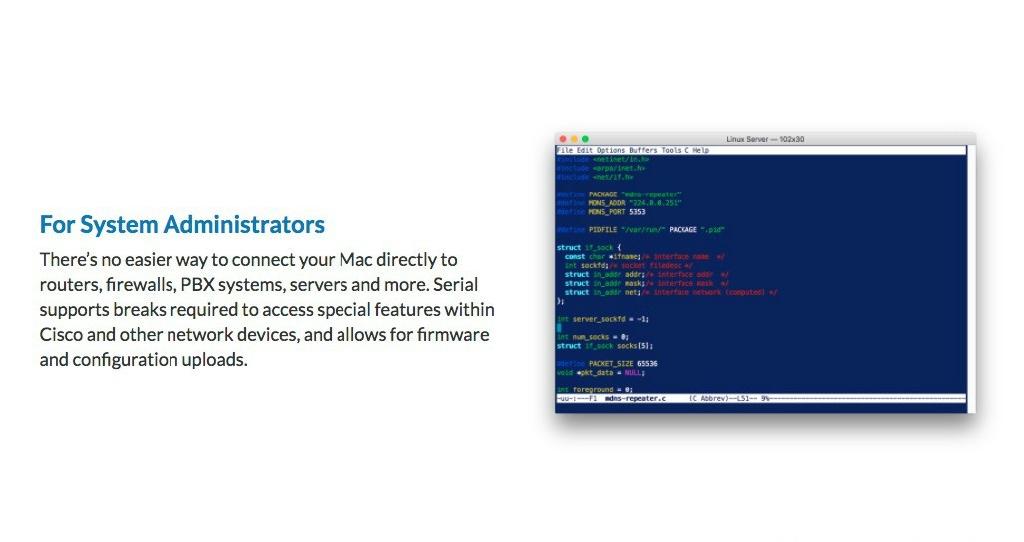 For System Administrators
There's no easier way to connect your Mac directly to
routers, firewalls, PBX systems, servers and more. Serial
supports breaks required to access special features within
Cisco and other network devices, and allows for firmware
and configuration uploads.
Linux Server — 102x30
File Edit Options Buffers Tools C Help
#include <netinet/in.h>
#include <arpa/inet.h>
#include <net/if.h>
#define PACKAGE "mdns-repeater"
#define MDNS_ADDR "224.0.0.251"
#define MDNS_PORT 5353
#define PIDFILE "/var/run/" PACKAGE ".pid"
struct if_sock {
const char *ifname;/* interface name */
int sockfd;/* socket filedesc */
struct in_addr addr;/* interface addr */
struct in_addr mask;/* interface mask */
struct in_addr net;/* interface network (computed) */
};
int server_sockfd = -1;
int num_socks = 0;
struct if_sock socks[5];
#define PACKET_SIZE 65536
void *pkt_data = NULL;
int foreground = 0;
-uu-:---F1 mdns-repeater.c (C Abbrev)--L51-- 9%